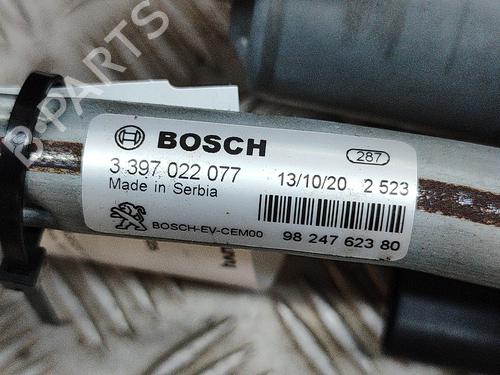 B-PARTS
BOSCH
287
3 397 022 077
13/10/20 2 523
Made in Serbia
BOSCH-EV-CEM00
98 247 623 80